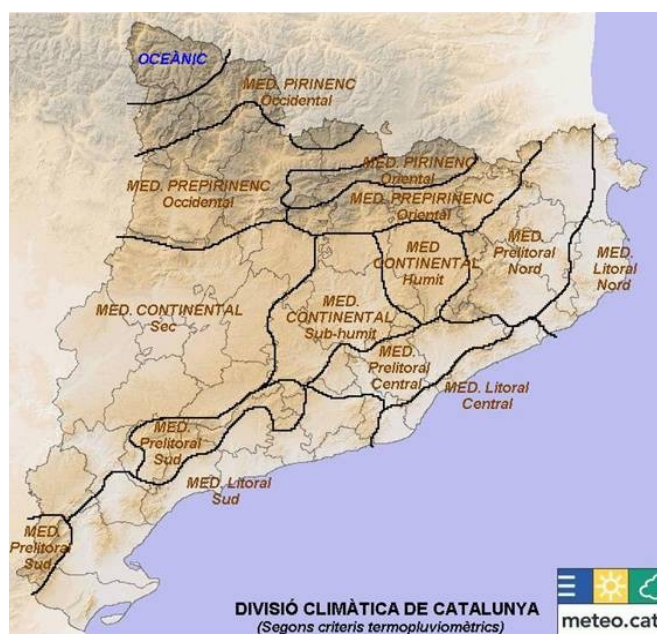 OCEÀNIC
MED. PIRINENC
Occidental
MED. PIRINENC
Oriental
MED. PREPIRINENC
Occidental
MED. PREPIRINENC
Oriental
MED.
Prelitoral
Nord
MED
CONTINENTAL
Humit
MED.
Litoral
Nord
MED. CONTINENTAL
Sec
MED.
CONTINENTAL
Sub-humit
MED.
Prelitoral
Central
MED. Litoral
Central
MED.
Prelitoral
Sud
MED. Litoral
Sud
MED.
Prelitoral
Sud
DIVISIÓ CLIMÀTICA DE CATALUNYA
(Segons criteris termopluviomètrics)
meteo.cat